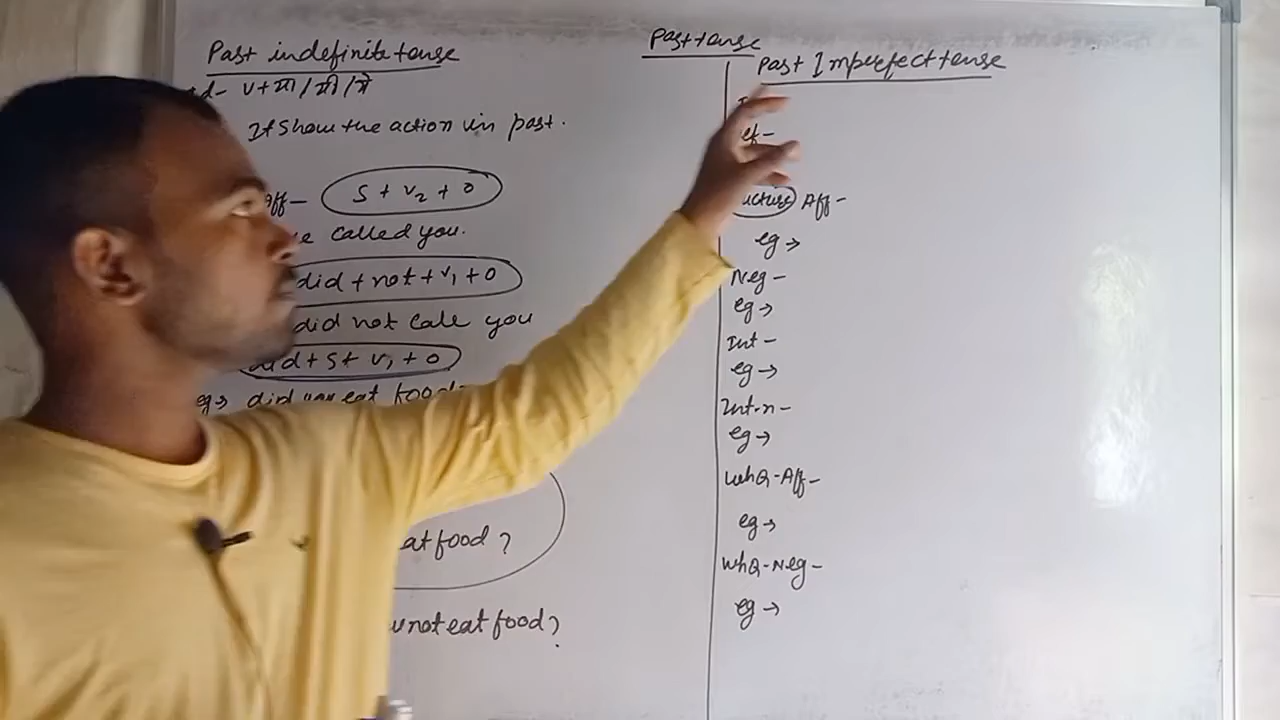 Past tense
Past indefinite tense
d- V+या/यी/ये
It Show the action in past.
Aff- S + V2 + O
called you.
did + not + V1 + O
did not call you
did + S + V1 + O
eg→ did you eat food
eat food?
u not eat food?
Past Imperfect tense
ef-
ucture Aff-
eg→
Neg-
eg→
Int-
eg→
Int-n-
eg→
WhQ-Aff-
eg→
WhQ-Neg-
eg→